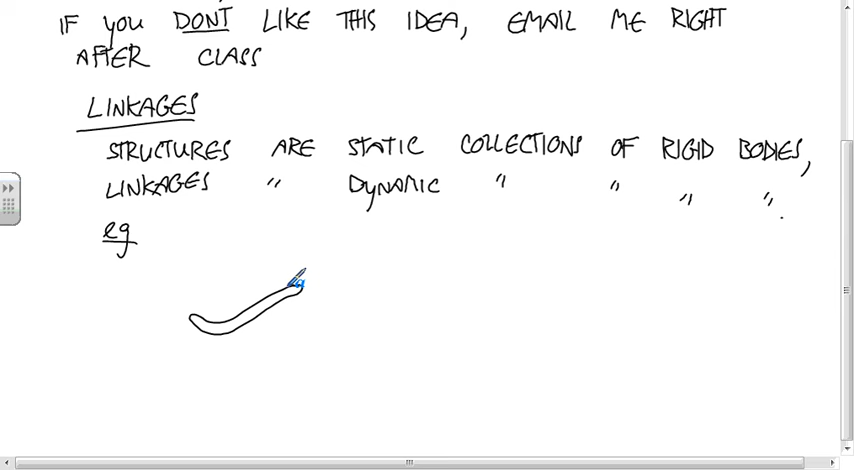 IF you DONT LIKE THIS IDEA, EMAIL ME RIGHT
AFTER CLASS
LINKAGES
STRUCTURES ARE STATIC COLLECTIONS OF RIGID BODIES,
LINKAGES " DYNAMIC " " " ".
eg